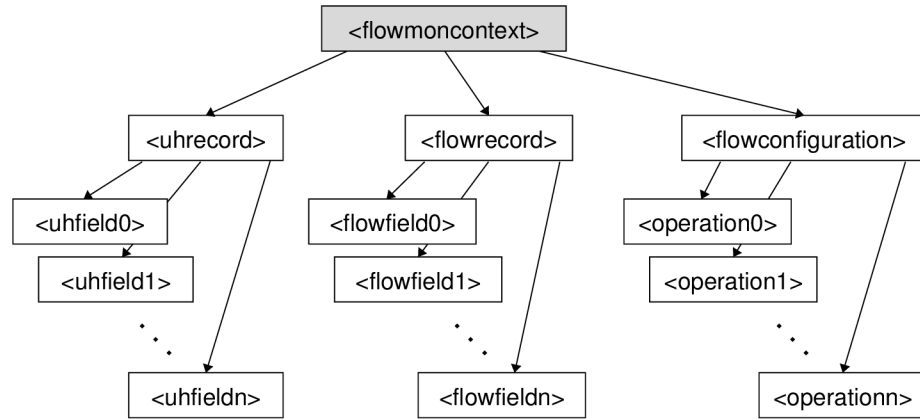 <flowmoncontext>
<uhrecord> <flowrecord> <flowconfiguration>
<uhfield0> <flowfield0> <operation0>
<uhfield1> <flowfield1> <operation1>
<uhfieldn> <flowfieldn> <operationn>